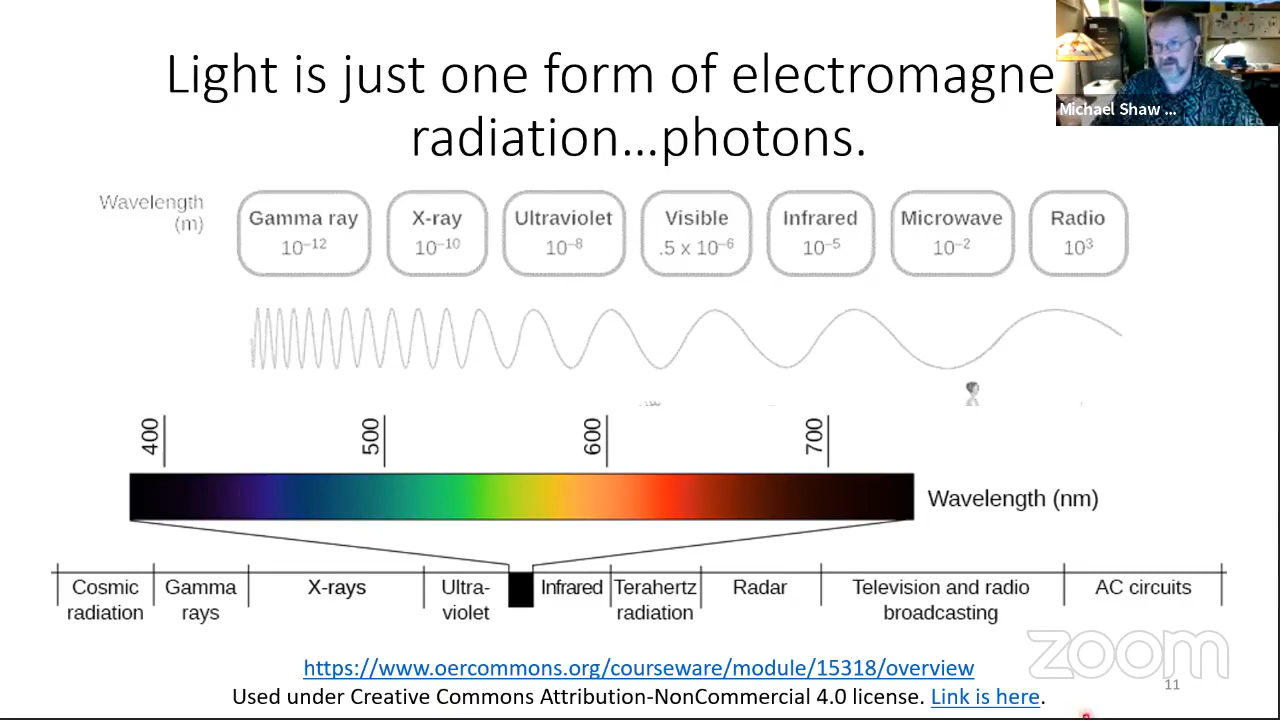 Light is just one form of electromagne
radiation...photons.
Michael Shaw ...
Wavelength
(m)
Gamma ray
10⁻¹²
X-ray
10⁻¹⁰
Ultraviolet
10⁻⁸
Visible
.5 x 10⁻⁶
Infrared
10⁻⁵
Microwave
10⁻²
Radio
10³
400
500
600
700
Wavelength (nm)
Cosmic
radiation
Gamma
rays
X-rays
Ultra-
violet
Infrared
Terahertz
radiation
Radar
Television and radio
broadcasting
AC circuits
https://www.oercommons.org/courseware/module/15318/overview
Used under Creative Commons Attribution-NonCommercial 4.0 license. Link is here.
zoom
11